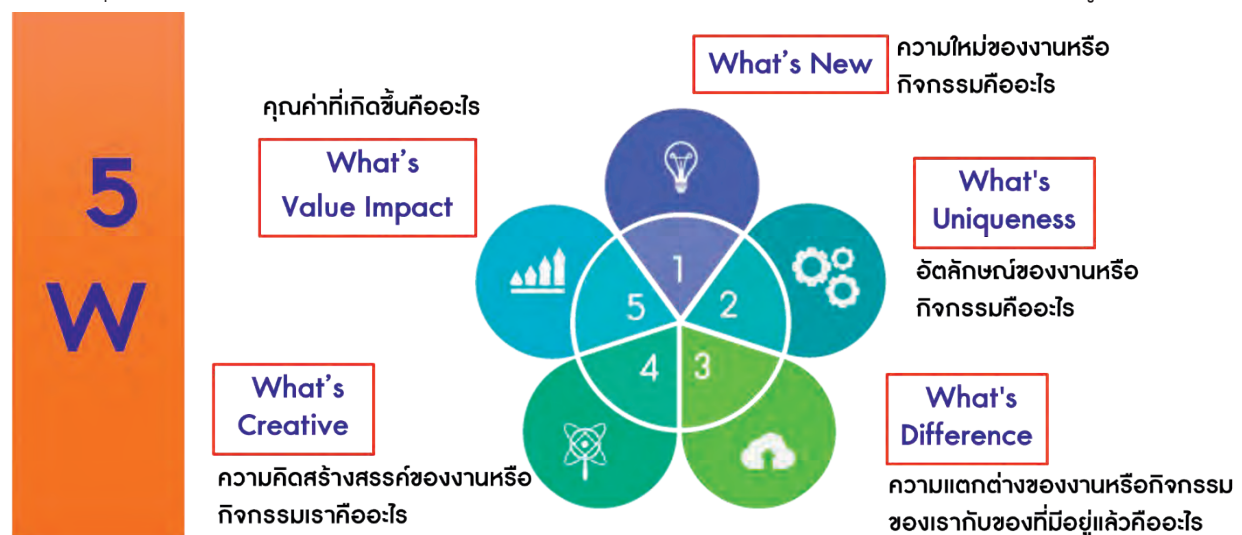 5
W
What's New
ความใหม่ของงานหรือ
กิจกรรมคืออะไร
What's
Uniqueness
อัตลักษณ์ของงานหรือ
กิจกรรมคืออะไร
What's
Difference
ความแตกต่างของงานหรือกิจกรรม
ของเรากับของที่มีอยู่แล้วคืออะไร
What's
Creative
ความคิดสร้างสรรค์ของงานหรือ
กิจกรรมเราคืออะไร
คุณค่าที่เกิดขึ้นคืออะไร
What's
Value Impact
1
2
3
4
5